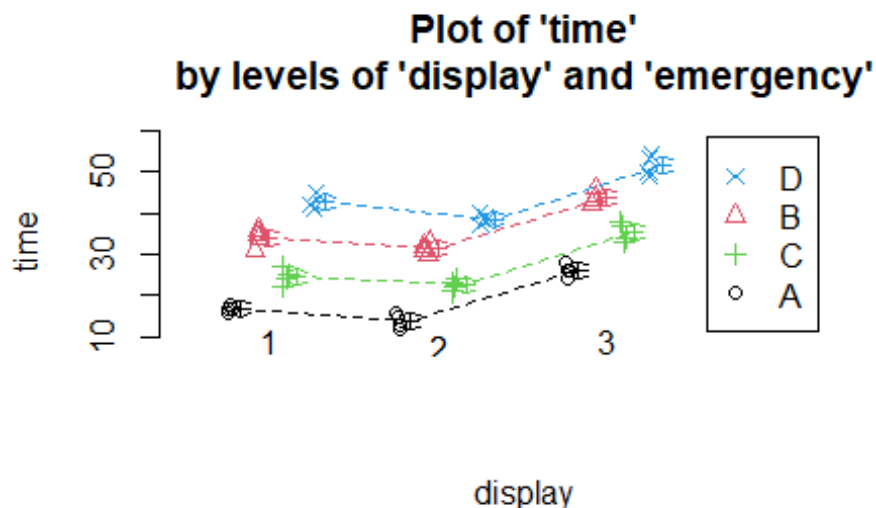 Plot of 'time'
by levels of 'display' and 'emergency'
time
50
30
10
1
2
3
display
D
B
C
A